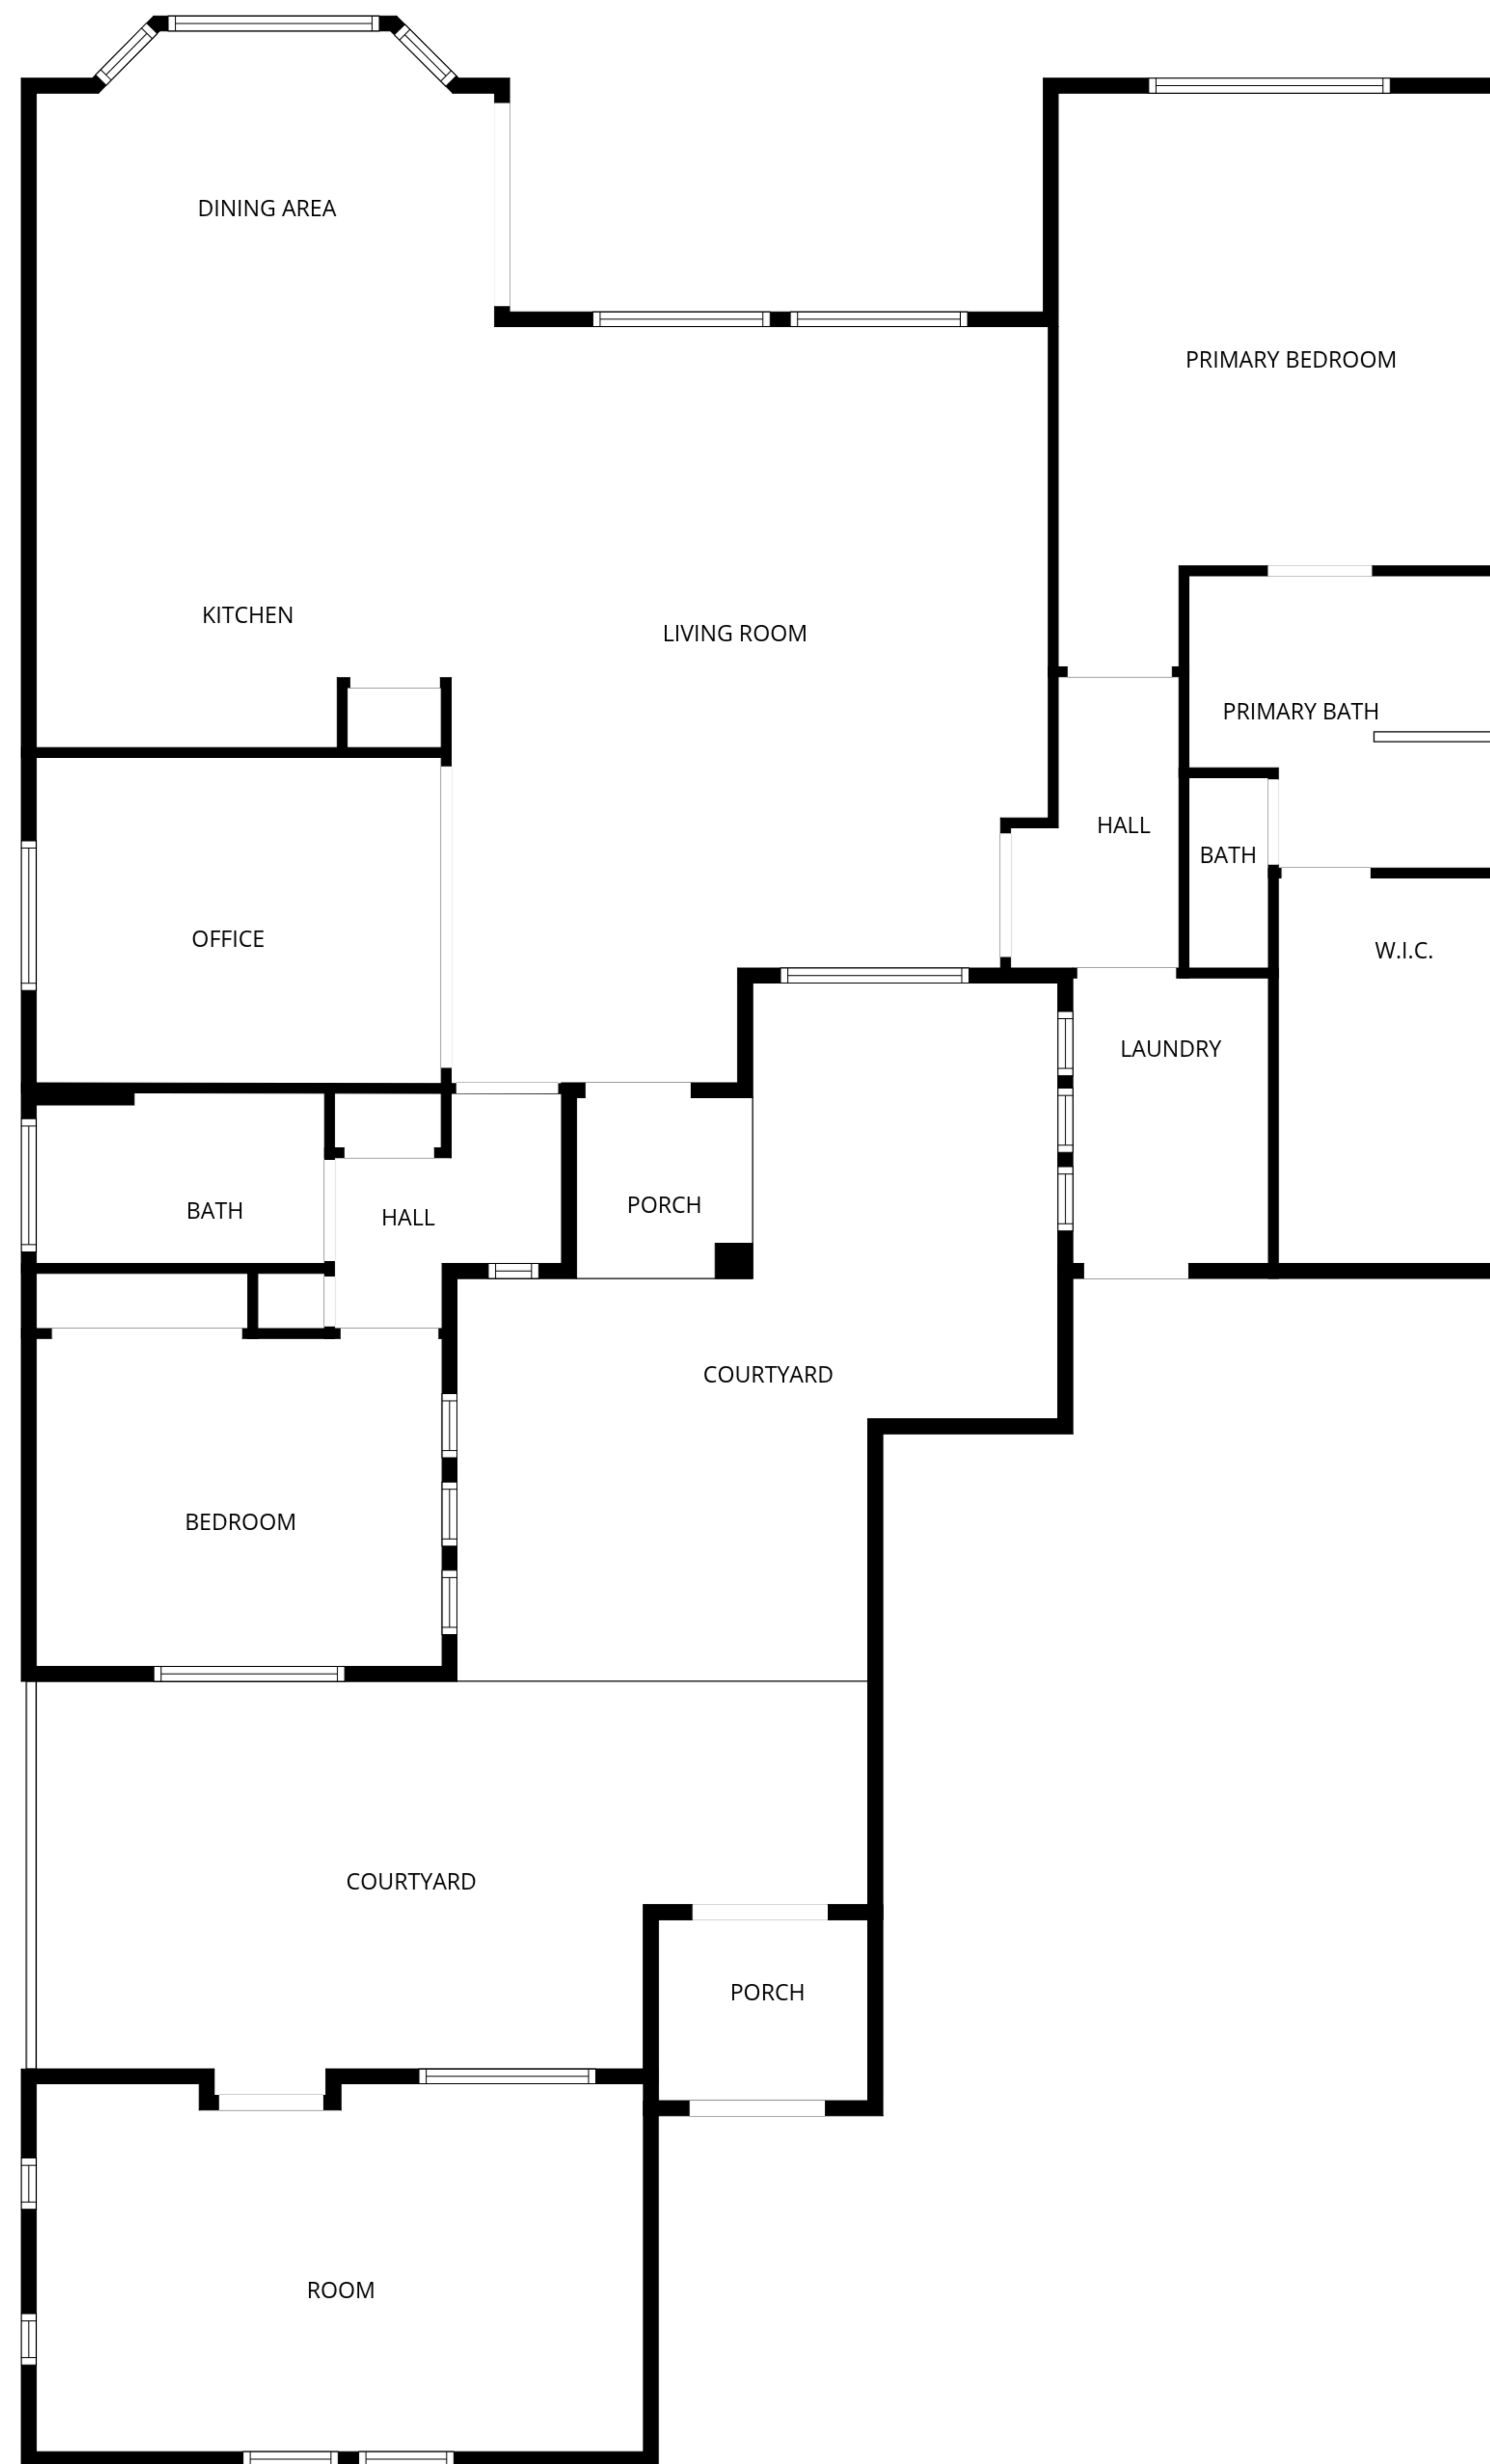 DINING AREA
PRIMARY BEDROOM
KITCHEN
LIVING ROOM
PRIMARY BATH
HALL
BATH
OFFICE
W.I.C.
LAUNDRY
BATH
HALL
PORCH
COURTYARD
BEDROOM
COURTYARD
PORCH
ROOM